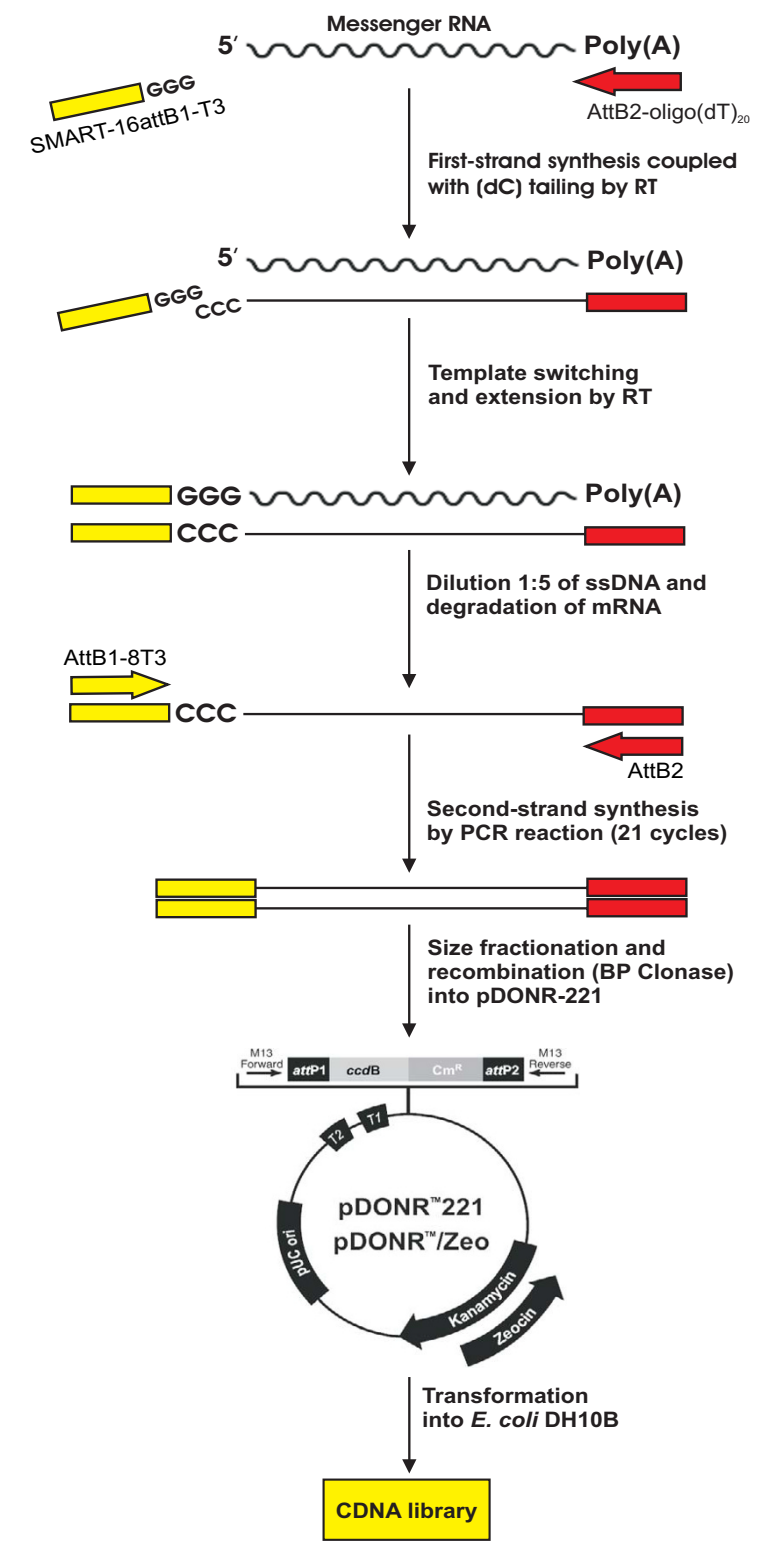 Messenger RNA
5′
Poly(A)
GGG
SMART-16attB1-T3
AttB2-oligo(dT)₂₀
First-strand synthesis coupled
with (dC) tailing by RT
5′
Poly(A)
GGG
CCC
Template switching
and extension by RT
GGG
Poly(A)
CCC
Dilution 1:5 of ssDNA and
degradation of mRNA
AttB1-8T3
CCC
AttB2
Second-strand synthesis
by PCR reaction (21 cycles)
Size fractionation and
recombination (BP Clonase)
into pDONR-221
M13
Forward
attP1
ccdB
Cmᴿ
attP2
M13
Reverse
T2
T1
pDONR™221
pDONR™/Zeo
pUC ori
Kanamycin
Zeocin
Transformation
into E. coli DH10B
CDNA library